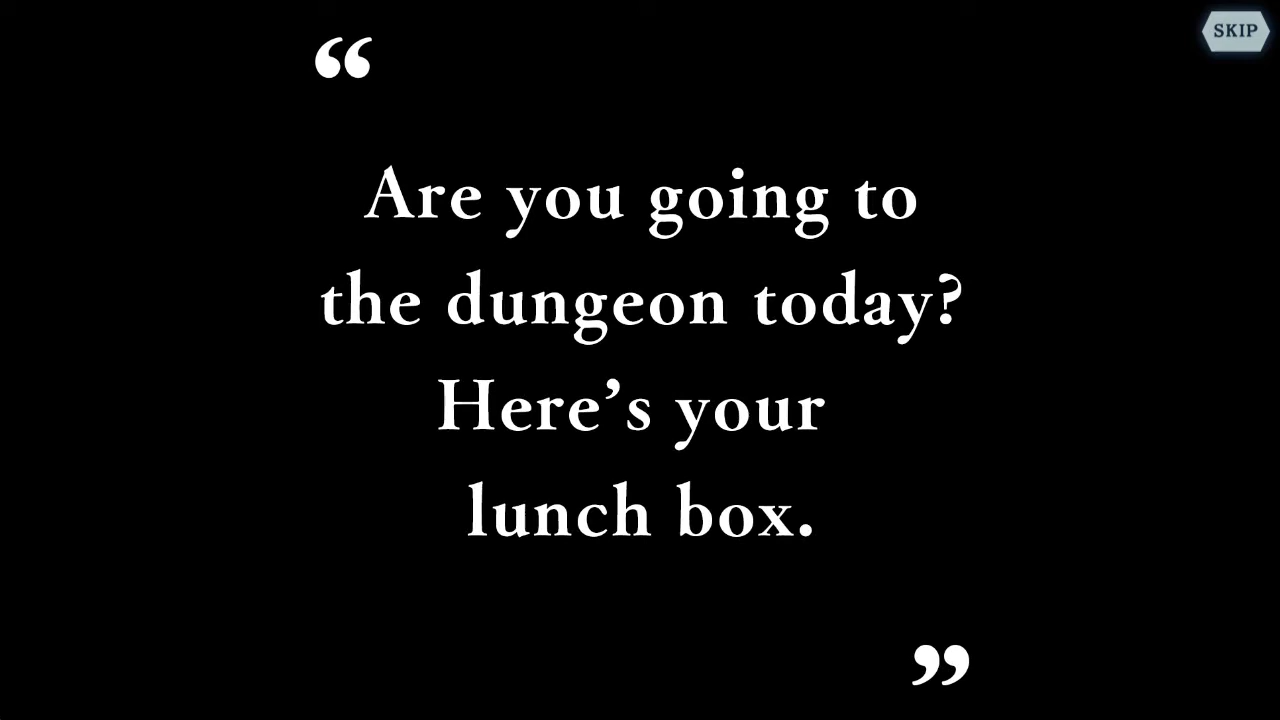 SKIP
“
Are you going to
the dungeon today?
Here’s your
lunch box.
”